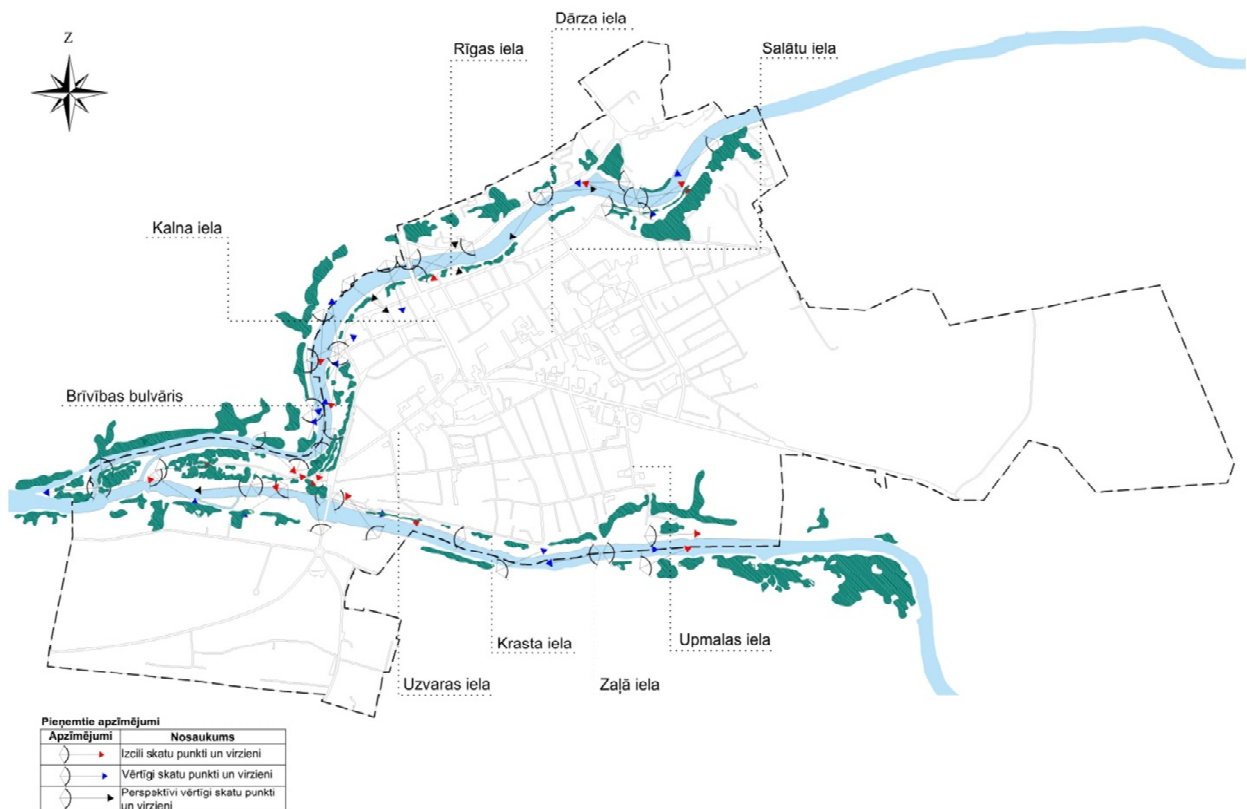 Z
Dārza iela
Rīgas iela
Salātu iela
Kalna iela
Brīvības bulvāris
Krasta iela
Upmalas iela
Uzvaras iela
Zaļā iela
Pieņemtie apzīmējumi
Apzīmējumi Nosaukums
Izcili skatu punkti un virzieni
Vērtīgi skatu punkti un virzieni
Perspektīvi vērtīgi skatu punkti
un virzieni